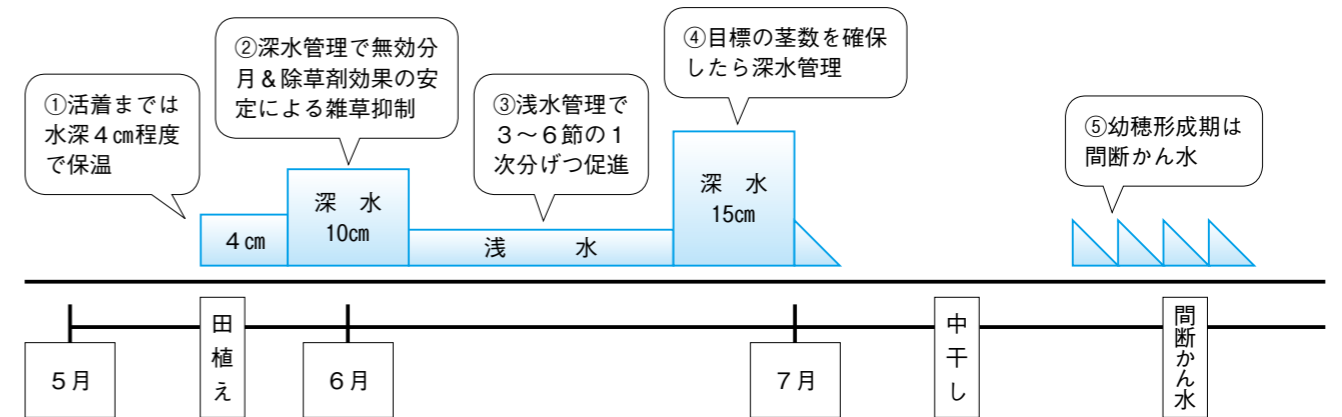 ①活着までは
水深４㎝程度
で保温
②深水管理で無効分
月＆除草剤効果の安
定による雑草抑制
③浅水管理で
３～６節の１
次分げつ促進
④目標の茎数を確保
したら深水管理
⑤幼穂形成期は
間断かん水
４㎝
深　水
10㎝
浅　　水
深　水
15㎝
５月
田植え
６月
７月
中干し
間断かん水